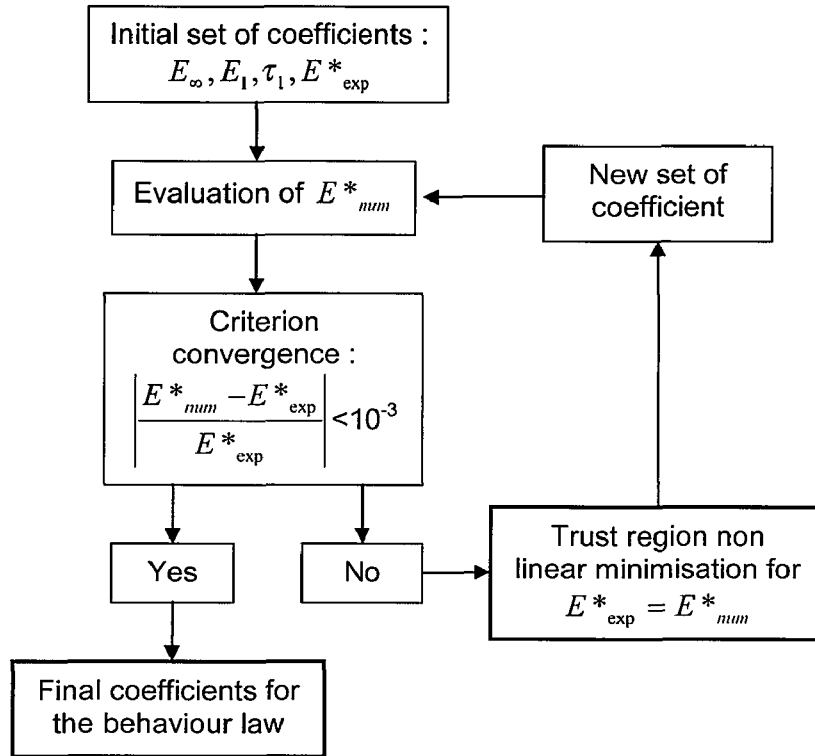 Initial set of coefficients :
E∞, E1, τ1, E*exp
Evaluation of E*num
New set of
coefficient
Criterion
convergence :
|E*num − E*exp / E*exp| <10-3
Yes
No
Trust region non
linear minimisation for
E*exp = E*num
Final coefficients for
the behaviour law